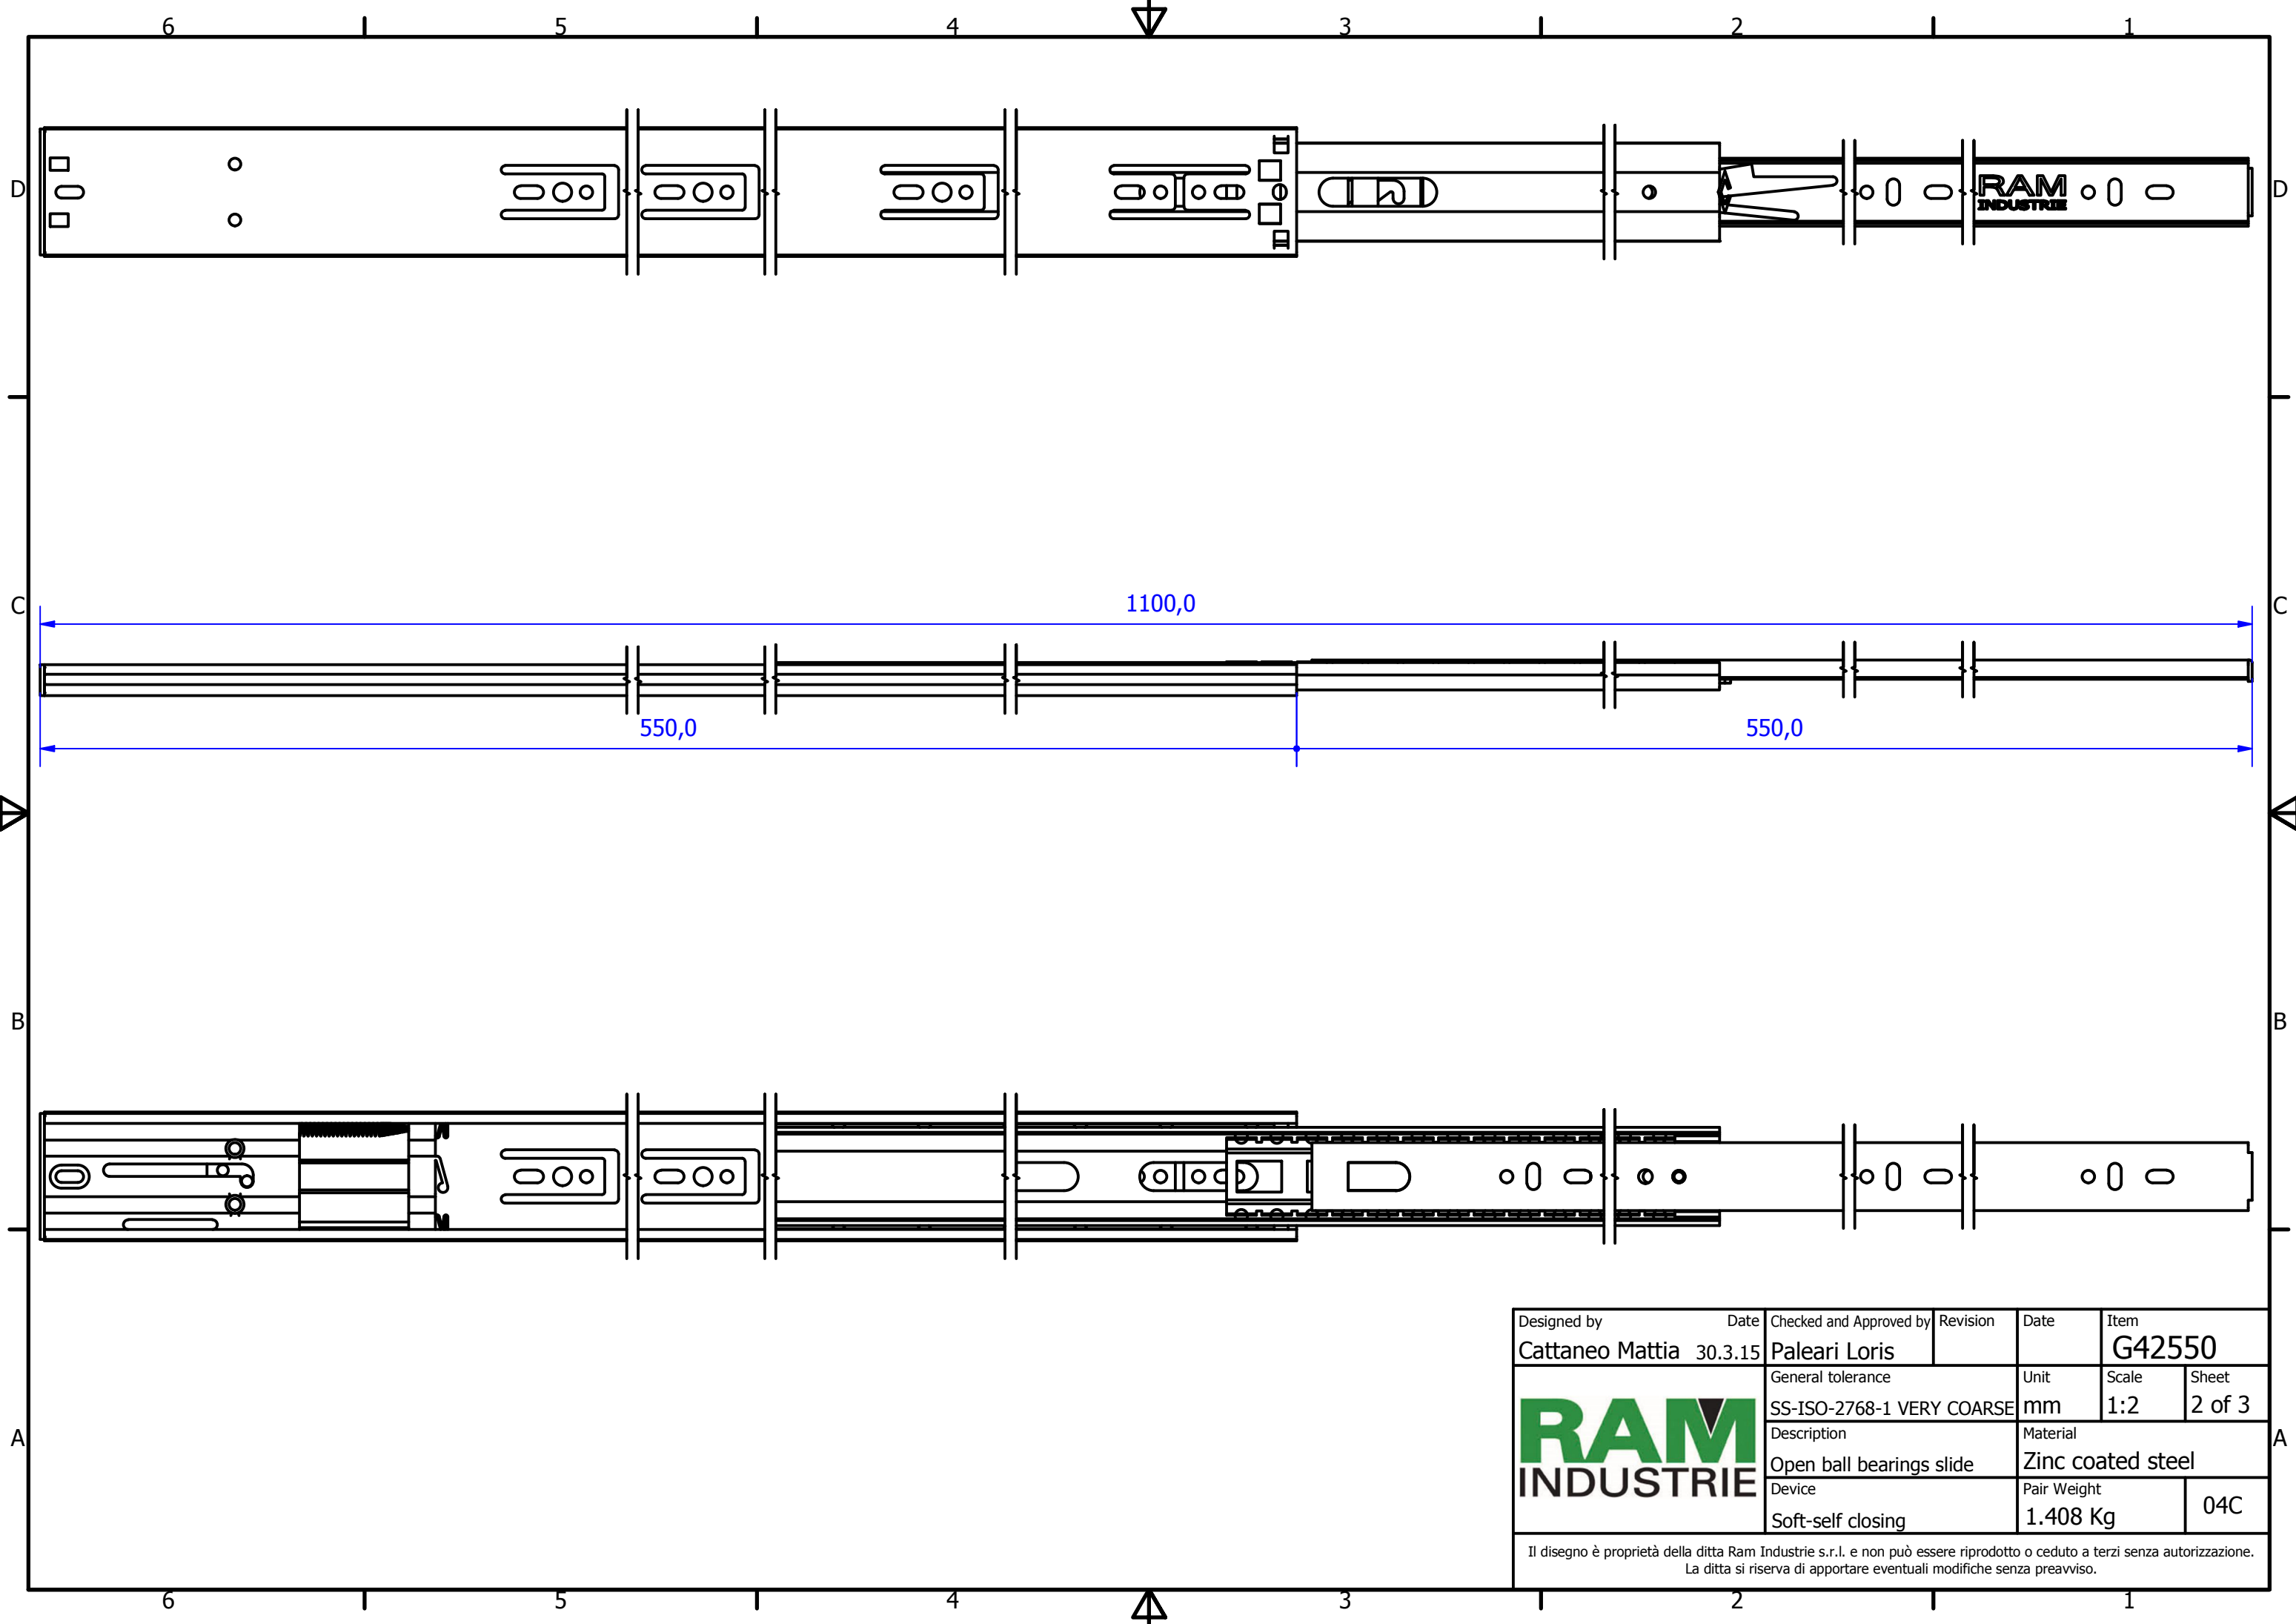 6 5 4 3 2 1
D D
RAM
INDUSTRIE
C C
1100,0
550,0 550,0
B B
Designed by Date Checked and Approved by Revision Date Item
Cattaneo Mattia 30.3.15 Paleari Loris G42550
General tolerance Unit Scale Sheet
SS-ISO-2768-1 VERY COARSE mm 1:2 2 of 3
RAM
INDUSTRIE
Description Material
Open ball bearings slide Zinc coated steel
A A
Device Pair Weight
Soft-self closing 1.408 Kg 04C
Il disegno è proprietà della ditta Ram Industrie s.r.l. e non può essere riprodotto o ceduto a terzi senza autorizzazione.
La ditta si riserva di apportare eventuali modifiche senza preavviso.
6 5 4 3 2 1